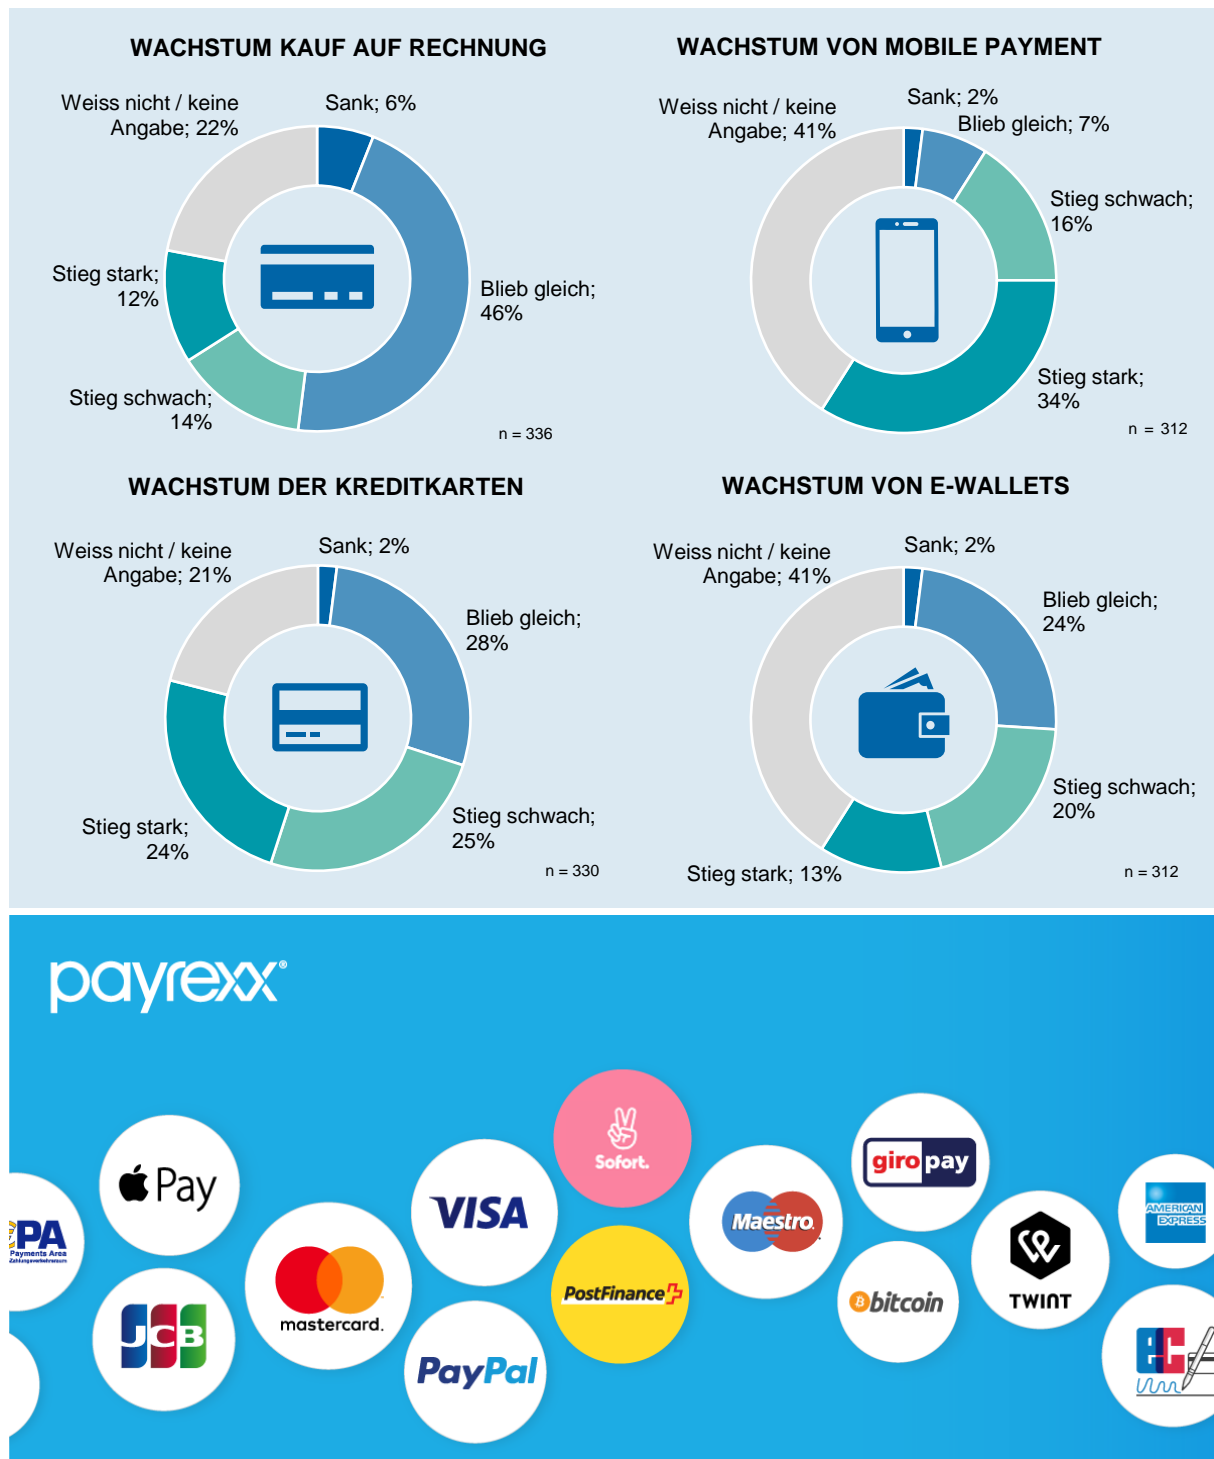 WACHSTUM KAUF AUF RECHNUNG
Weiss nicht / keine
Angabe; 22%
Sank; 6%
Stieg stark;
12%
Blieb gleich;
46%
Stieg schwach;
14%
n = 336
WACHSTUM VON MOBILE PAYMENT
Weiss nicht / keine
Angabe; 41%
Sank; 2%
Blieb gleich; 7%
Stieg schwach;
16%
Stieg stark;
34%
n = 312
WACHSTUM DER KREDITKARTEN
Weiss nicht / keine
Angabe; 21%
Sank; 2%
Blieb gleich;
28%
Stieg stark;
24%
Stieg schwach;
25%
n = 330
WACHSTUM VON E-WALLETS
Weiss nicht / keine
Angabe; 41%
Sank; 2%
Blieb gleich;
24%
Stieg schwach;
20%
Stieg stark; 13%
n = 312
payrexx®
PA
Payments Area
Pay
JCB
mastercard.
VISA
PayPal
Sofort.
PostFinance
Maestro
giropay
bitcoin
TWINT
AMERICAN
EXPRESS
ec